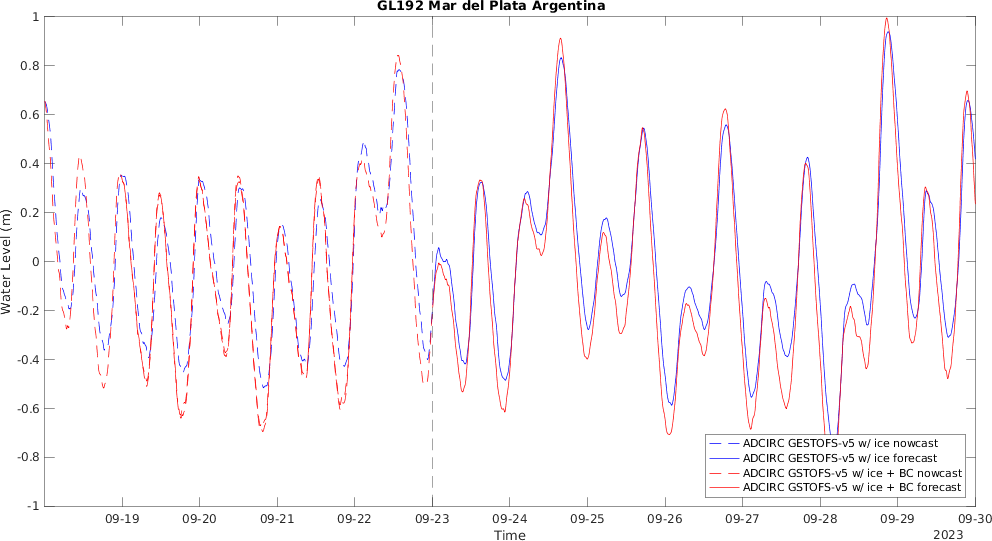 GL192 Mar del Plata Argentina
1
0.8
0.6
0.4
0.2
0
-0.2
-0.4
-0.6
-0.8
-1
Water Level (m)
ADCIRC GESTOFS-v5 w/ ice nowcast
ADCIRC GESTOFS-v5 w/ ice forecast
ADCIRC GSTOFS-v5 w/ ice + BC nowcast
ADCIRC GSTOFS-v5 w/ ice + BC forecast
09-19 09-20 09-21 09-22 09-23 09-24 09-25 09-26 09-27 09-28 09-29 09-30
Time
2023